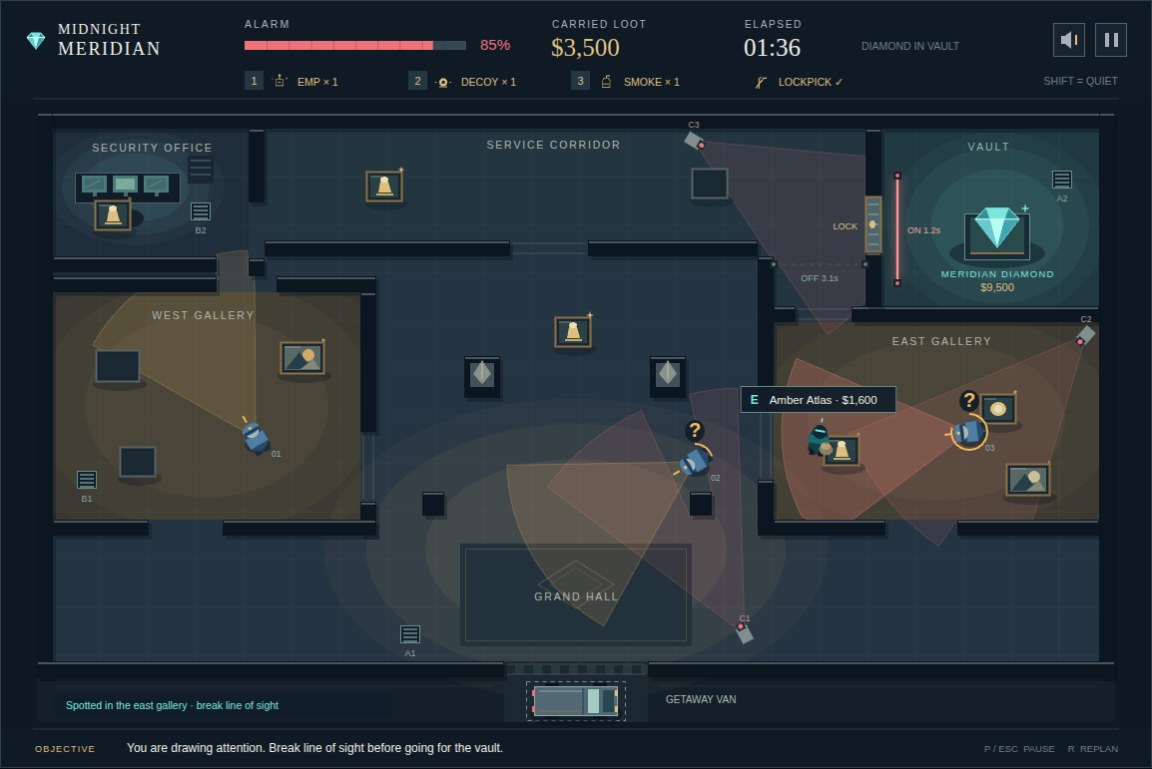 MIDNIGHT
MERIDIAN
ALARM
85%
CARRIED LOOT
$3,500
ELAPSED
01:36
DIAMOND IN VAULT
1 EMP × 1
2 DECOY × 1
3 SMOKE × 1
LOCKPICK ✓
SHIFT = QUIET
SECURITY OFFICE
B2
SERVICE CORRIDOR
C3
VAULT
A2
LOCK
ON 1.2s
OFF 3.1s
MERIDIAN DIAMOND
$9,500
WEST GALLERY
01
B1
EAST GALLERY
C2
E Amber Atlas · $1,600
?
03
?
02
GRAND HALL
C1
A1
Spotted in the east gallery · break line of sight
GETAWAY VAN
OBJECTIVE You are drawing attention. Break line of sight before going for the vault.
P / ESC PAUSE R REPLAN